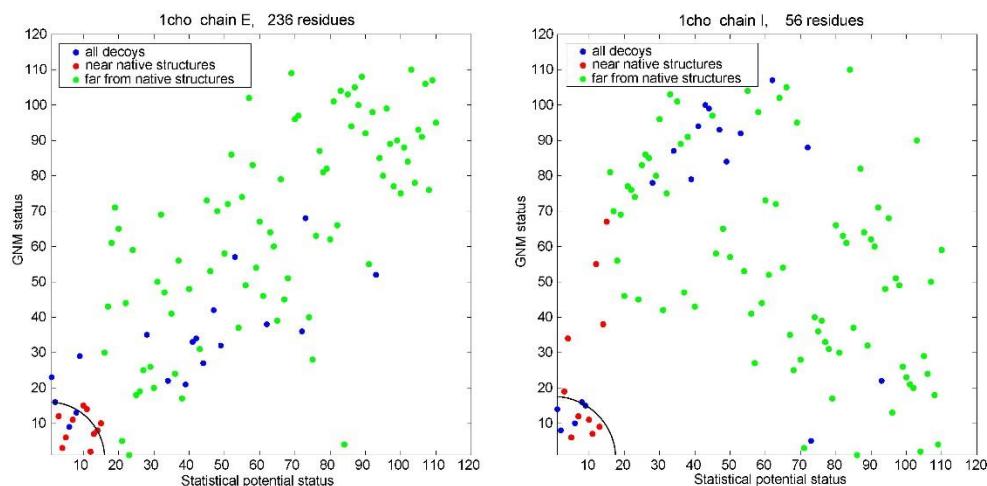 1cho chain E, 236 residues
120
110
100
90
80
70
60
50
40
30
20
10
GNM status
all decoys
near native structures
far from native structures
10 20 30 40 50 60 70 80 90 100 110 120
Statistical potential status
1cho chain I, 56 residues
120
110
100
90
80
70
60
50
40
30
20
10
GNM status
all decoys
near native structures
far from native structures
10 20 30 40 50 60 70 80 90 100 110 120
Statistical potential status